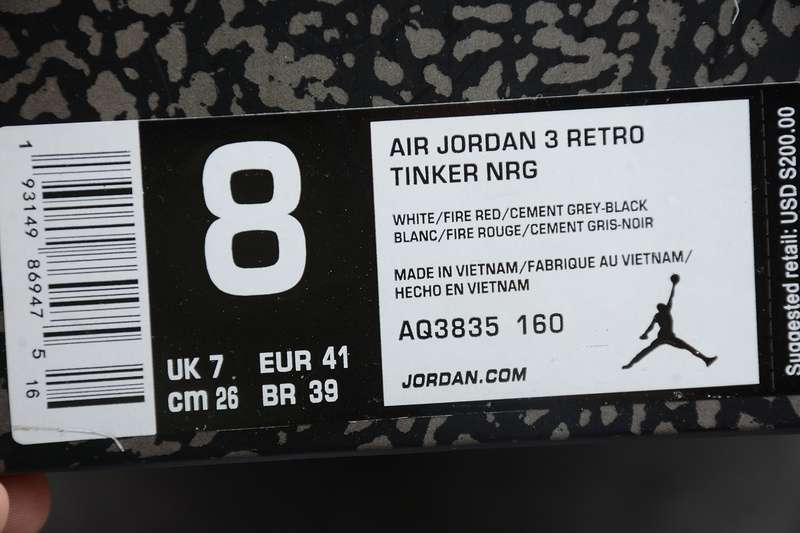 1 93149 86947 5 16
8
UK 7 EUR 41
cm 26 BR 39
AIR JORDAN 3 RETRO
TINKER NRG
WHITE/FIRE RED/CEMENT GREY-BLACK
BLANC/FIRE ROUGE/CEMENT GRIS-NOIR
MADE IN VIETNAM/FABRIQUE AU VIETNAM/
HECHO EN VIETNAM
AQ3835 160
JORDAN.COM
Suggested retail: USD S200.00